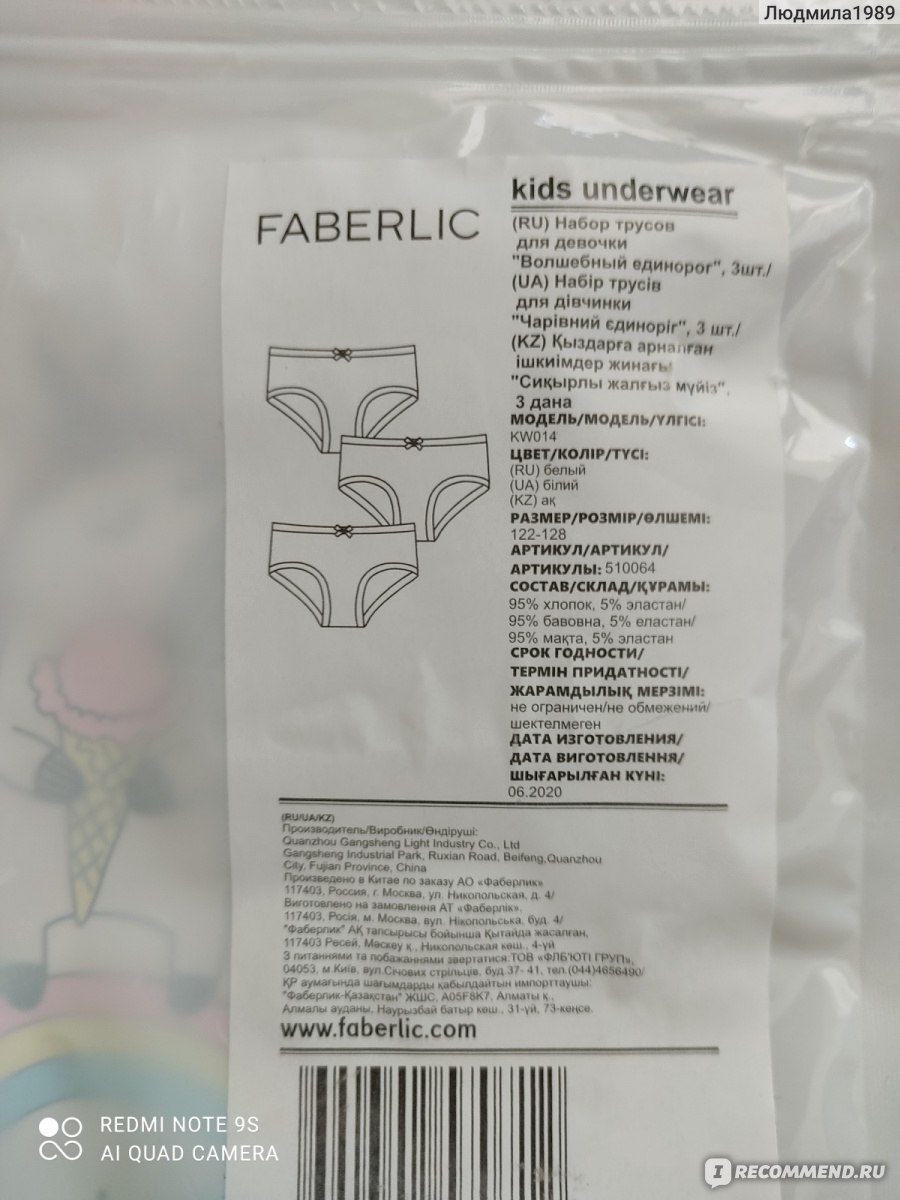 Людмила1989
FABERLIC
kids underwear
(RU) Набор трусов
для девочки
"Волшебный единорог", 3шт./
(UA) Набір трусів
для дівчинки
"Чарівний єдиноріг", 3 шт./
(KZ) Қыздарға арналған
ішкиімдер жинағы
"Сиқырлы жалғыз мүйіз",
3 дана
МОДЕЛЬ/МОДЕЛЬ/ҮЛГІСІ:
KW014
ЦВЕТ/КОЛІР/ТҮСІ:
(RU) белый
(UA) білий
(KZ) ақ
РАЗМЕР/РОЗМІР/ӨЛШЕМІ:
122-128
АРТИКУЛ/АРТИКУЛ/
АРТИКУЛЫ: 510064
СОСТАВ/СКЛАД/ҚҰРАМЫ:
95% хлопок, 5% эластан/
95% бавовна, 5% еластан/
95% мақта, 5% эластан
СРОК ГОДНОСТИ/
ТЕРМІН ПРИДАТНОСТІ/
ЖАРАМДЫЛЫҚ МЕРЗІМІ:
не ограничен/не обмежений/
шектелмеген
ДАТА ИЗГОТОВЛЕНИЯ/
ДАТА ВИГОТОВЛЕННЯ/
ШЫҒАРЫЛҒАН КҮНІ:
06.2020
(RU/UA/KZ)
Производитель/Виробник/Өндіруші:
Quanzhou Gangsheng Light Industry Co., Ltd
Gangsheng Industrial Park, Ruxian Road, Beifeng,Quanzhou
City, Fujian Province, China
Произведено в Китае по заказу АО «Фаберлик»
117403, Россия, г. Москва, ул. Никопольская, д. 4/
Виготовлено на замовлення АТ «Фаберлік»,
117403, Росія, м. Москва, вул. Нікопольська, буд. 4/
"Фаберлик" АҚ тапсырысы бойынша Қытайда жасалған,
117403 Ресей, Мәскеу қ., Никопольская көш., 4-үй
З питаннями та побажаннями звертатися:ТОВ «ФЛБ'ЮТІ ГРУП»,
04053, м.Київ, вул.Січових стрільців, буд.37- 41, тел.(044)4656490/
ҚР аумағында шағымдарды қабылдайтын импорттаушы:
"Фаберлик-Қазақстан" ЖШС, A05F8K7, Алматы қ.,
Алмалы ауданы, Наурызбай батыр көш., 31-үй, 73-кеңсе.
www.faberlic.com
REDMI NOTE 9S
AI QUAD CAMERA
IRECOMMEND.RU